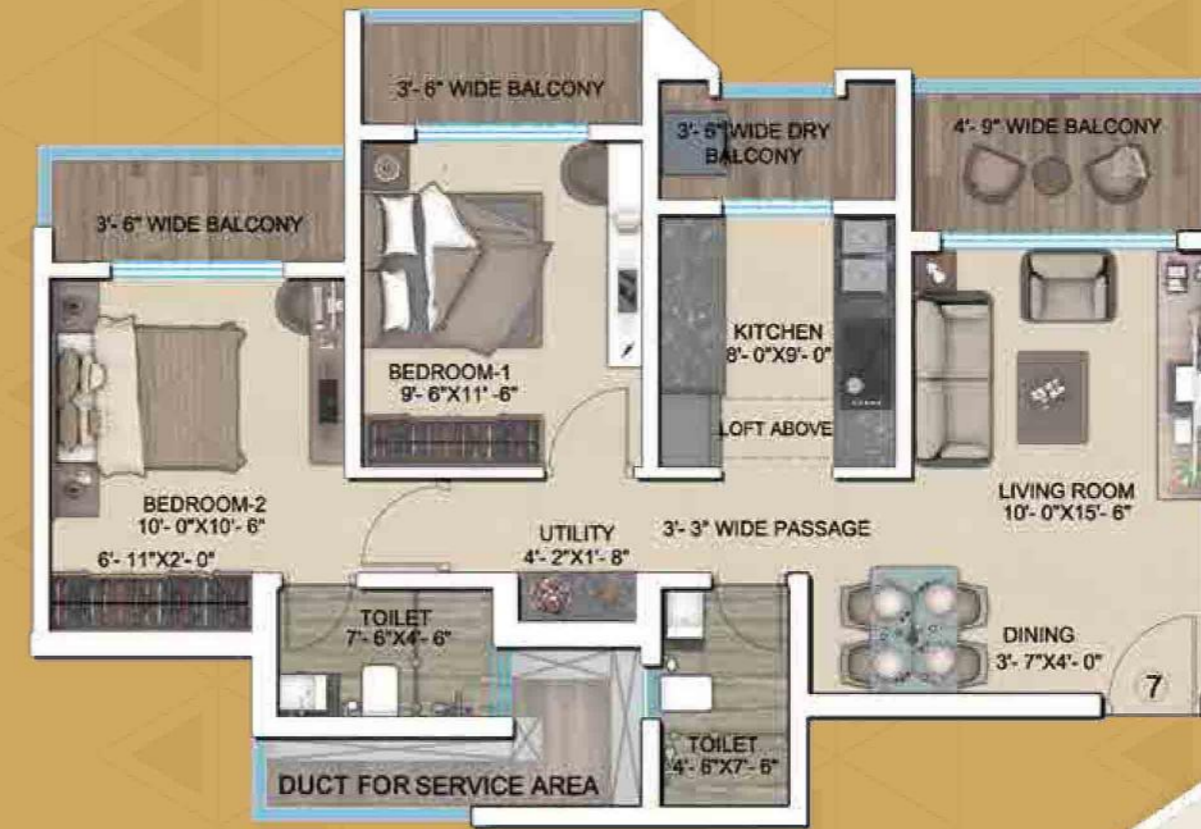 3'- 6" WIDE BALCONY
3'- 6" WIDE DRY
BALCONY
4'- 9" WIDE BALCONY
3'- 6" WIDE BALCONY
KITCHEN
8'- 0"X9'- 0"
BEDROOM-1
9'- 6"X11' -6"
LOFT ABOVE
LIVING ROOM
10'- 0"X15'- 6"
BEDROOM-2
10'- 0"X10'- 6"
6'- 11"X2'- 0"
UTILITY
4'- 2"X1'- 8"
3'- 3" WIDE PASSAGE
TOILET
7'- 6"X4'- 6"
DINING
3'- 7"X4'- 0"
7
TOILET
4'- 6"X7'- 6"
DUCT FOR SERVICE AREA